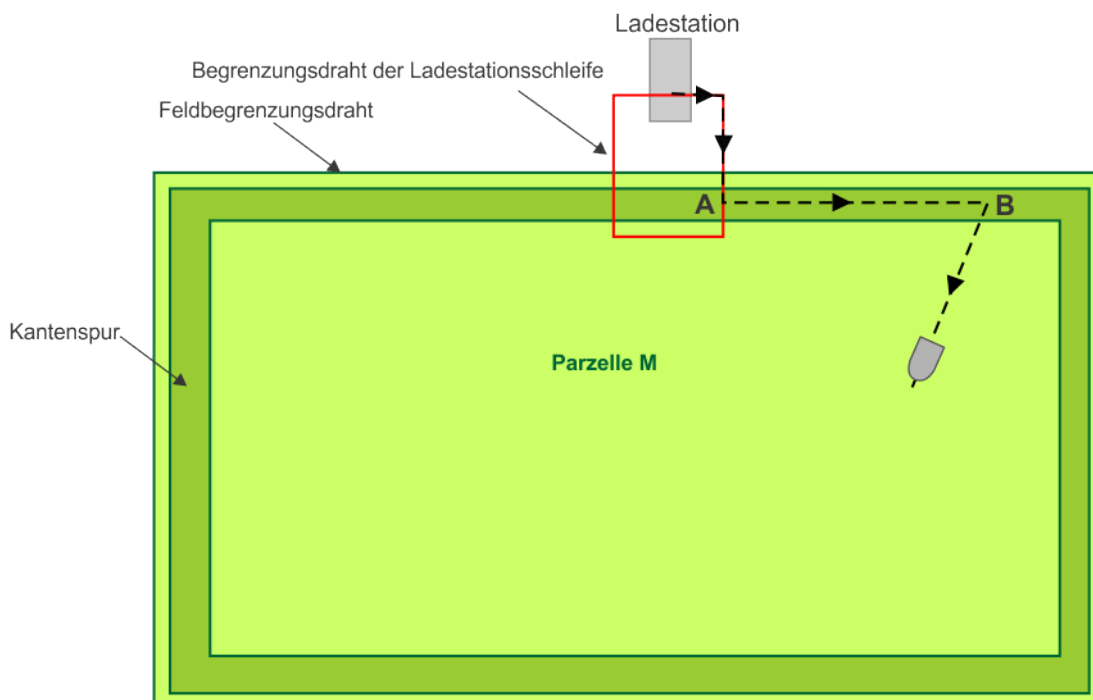 Ladestation
Begrenzungsdraht der Ladestationsschleife
Feldbegrenzungsdraht
A
B
Kantenspur
Parzelle M